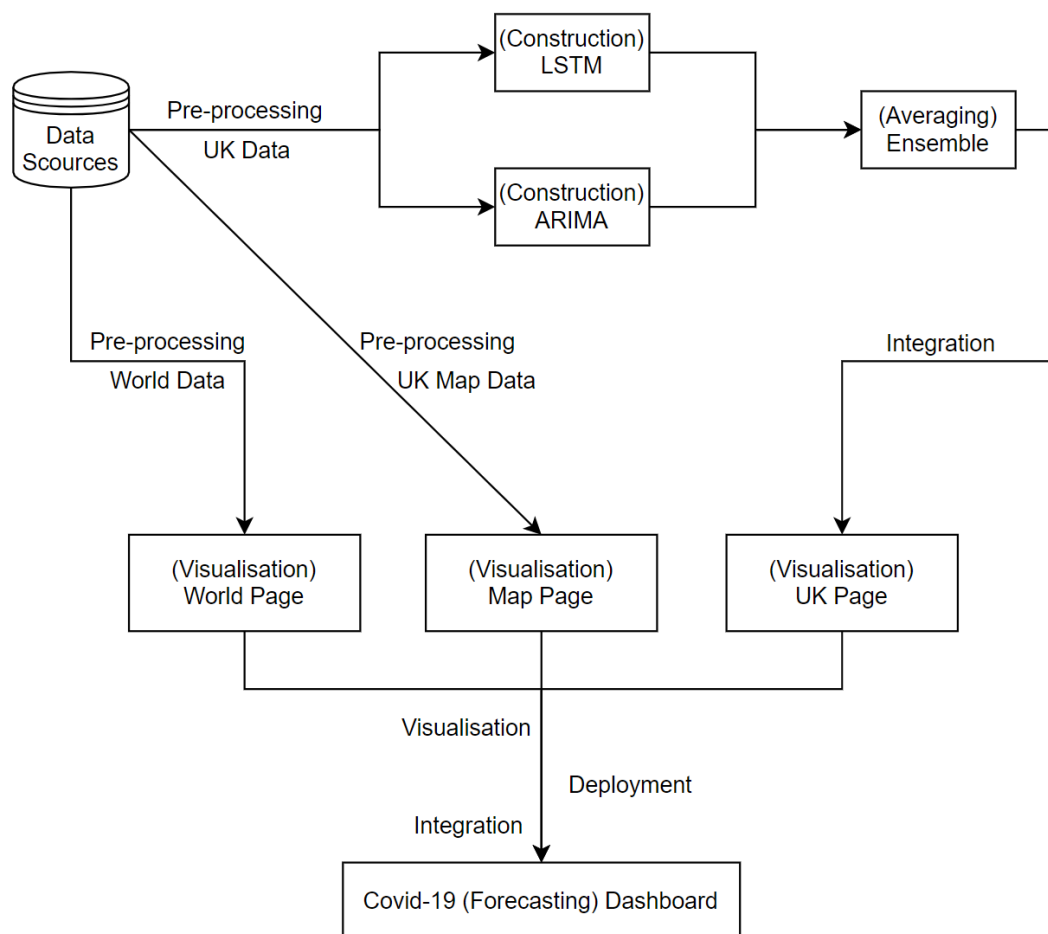 (Construction)
LSTM
Pre-processing
UK Data
Data
Scources
(Averaging)
Ensemble
(Construction)
ARIMA
Pre-processing
World Data
Pre-processing
UK Map Data
Integration
(Visualisation)
World Page
(Visualisation)
Map Page
(Visualisation)
UK Page
Visualisation
Deployment
Integration
Covid-19 (Forecasting) Dashboard